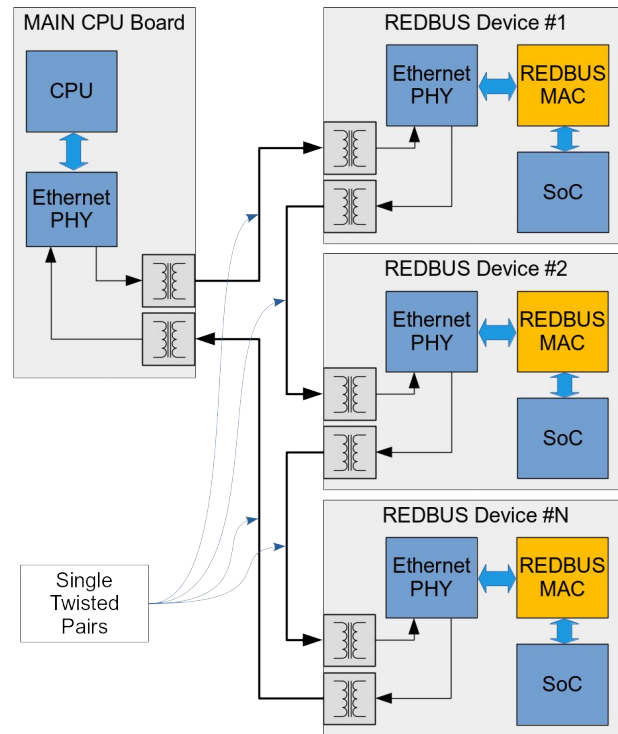 MAIN CPU Board
CPU
Ethernet
PHY
REDBUS Device #1
Ethernet
PHY
REDBUS
MAC
SoC
REDBUS Device #2
Ethernet
PHY
REDBUS
MAC
SoC
REDBUS Device #N
Ethernet
PHY
REDBUS
MAC
SoC
Single
Twisted
Pairs